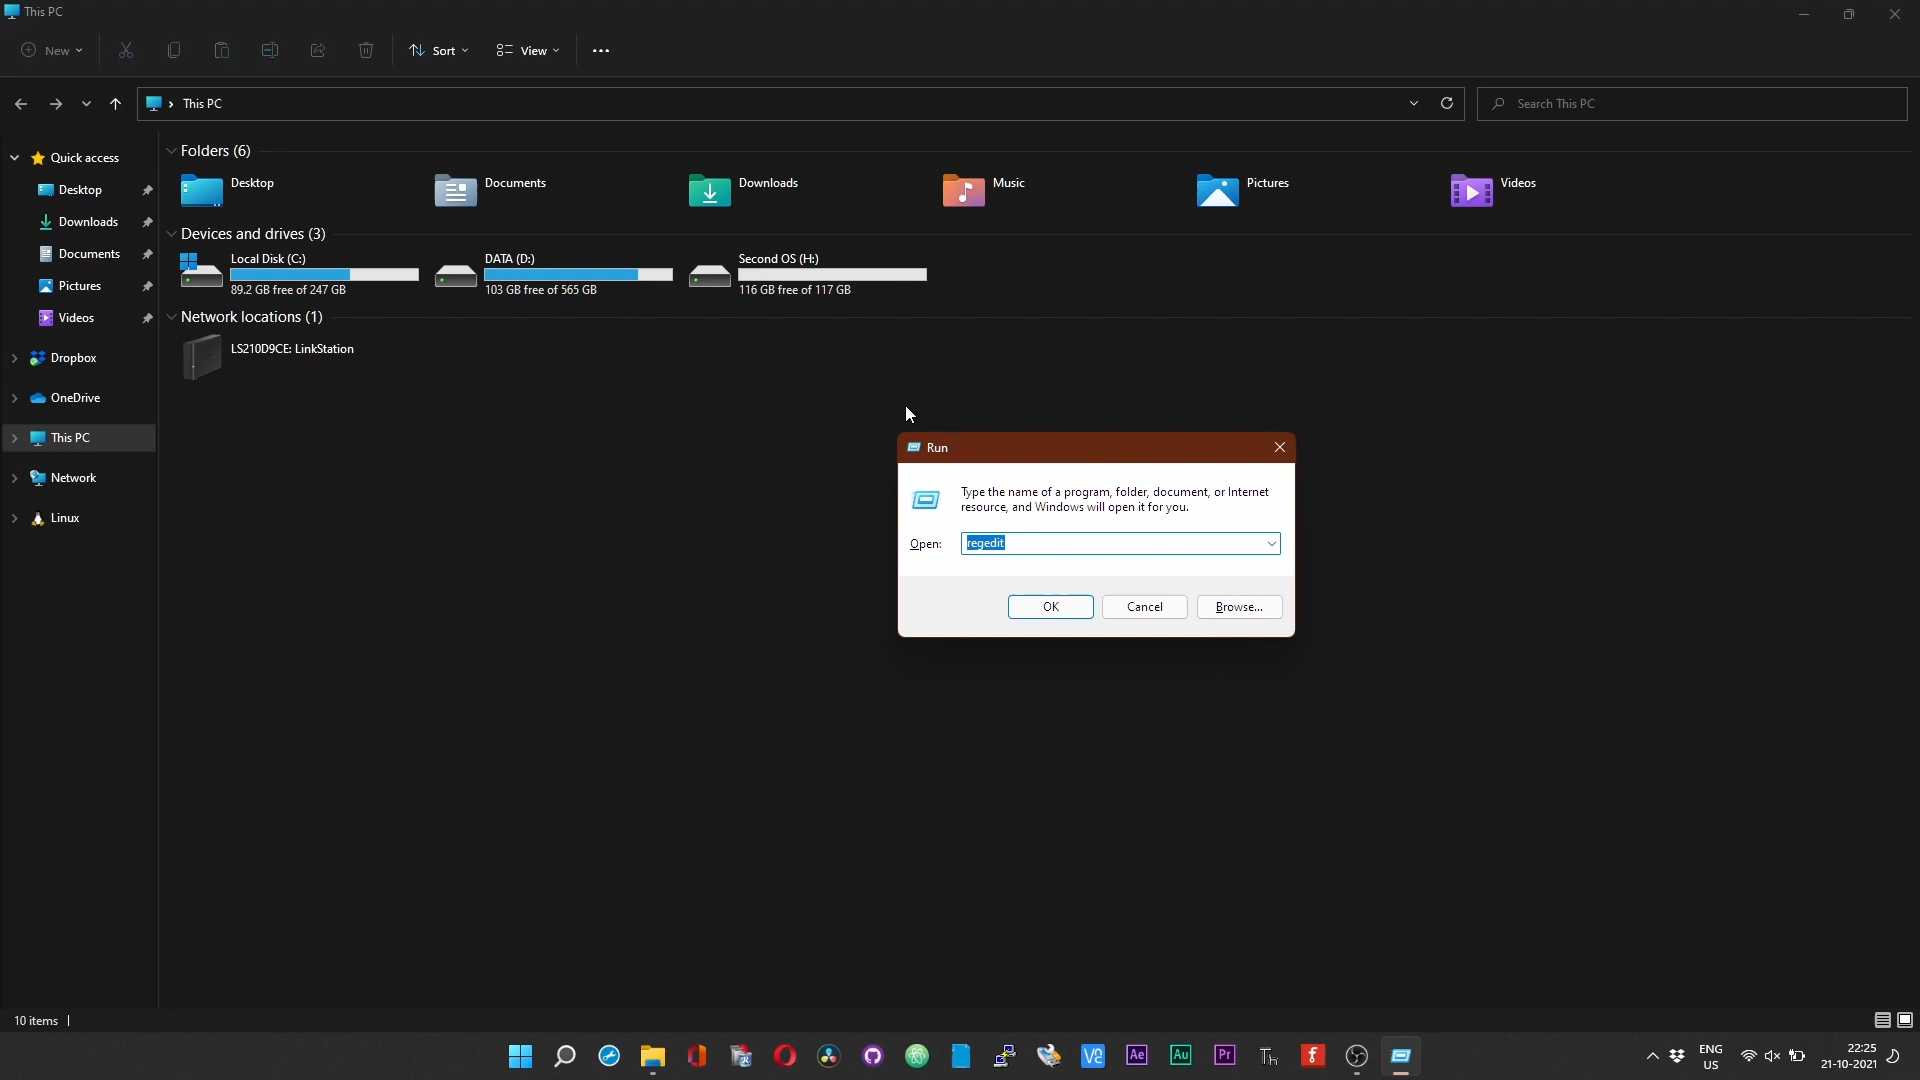 This PC
New
Sort
View
This PC
Search This PC
Quick access
Desktop
Downloads
Documents
Pictures
Videos
Dropbox
OneDrive
This PC
Network
Linux
Folders (6)
Desktop
Documents
Downloads
Music
Pictures
Videos
Devices and drives (3)
Local Disk (C:)
89.2 GB free of 247 GB
DATA (D:)
103 GB free of 565 GB
Second OS (H:)
116 GB free of 117 GB
Network locations (1)
LS210D9CE: LinkStation
Run
Type the name of a program, folder, document, or Internet
resource, and Windows will open it for you.
Open:
regedit
OK
Cancel
Browse...
10 items
Ae
Au
Pr
Th
f
ENG
US
22:25
21-10-2021